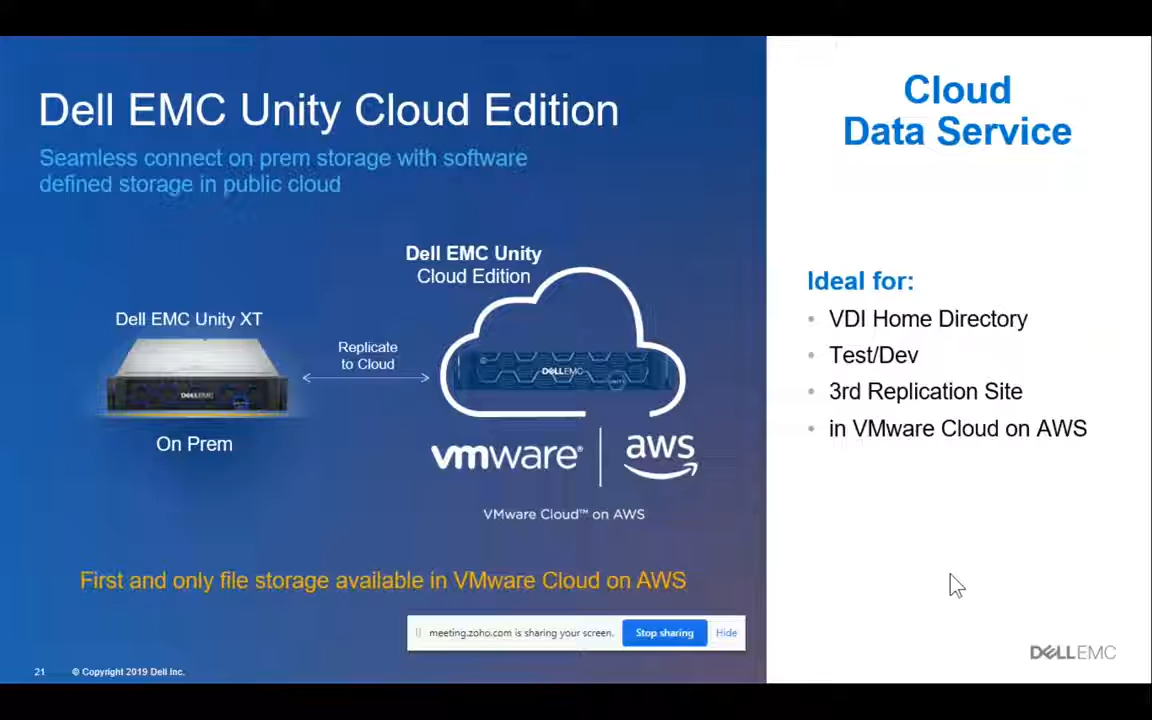 Dell EMC Unity Cloud Edition
Seamless connect on prem storage with software
defined storage in public cloud
Dell EMC Unity
Cloud Edition
Dell EMC Unity XT
Replicate
to Cloud
DELLEMC
DELLEMC
On Prem
vmware®
aws
VMware Cloud™ on AWS
First and only file storage available in VMware Cloud on AWS
meeting.zoho.com is sharing your screen.
Stop sharing
Hide
21
© Copyright 2019 Dell Inc.
Cloud
Data Service
Ideal for:
• VDI Home Directory
• Test/Dev
• 3rd Replication Site
• in VMware Cloud on AWS
DELLEMC